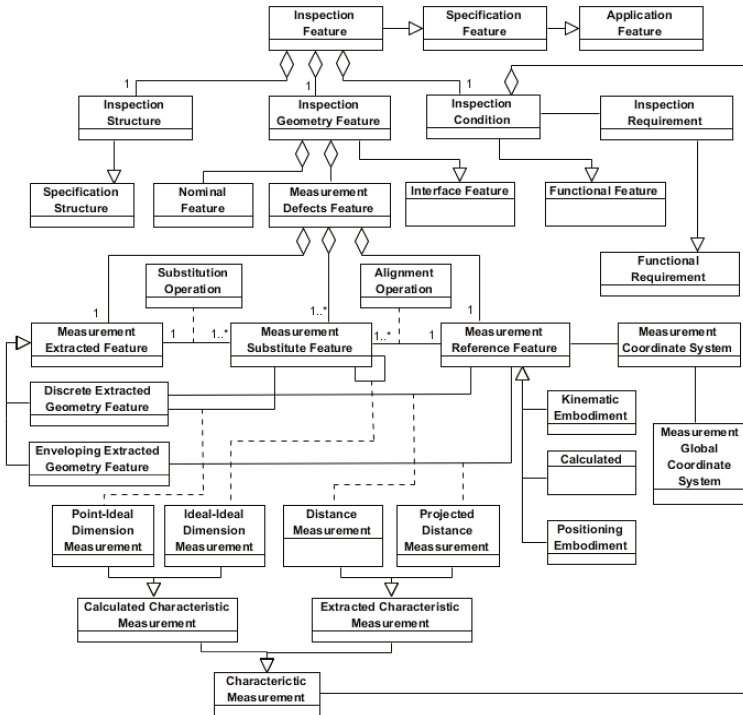 Inspection
Feature
Specification
Feature
Application
Feature
1
1
1
Inspection
Structure
Inspection
Geometry Feature
Inspection
Condition
Inspection
Requirement
Specification
Structure
Nominal
Feature
Measurement
Defects Feature
Interface Feature
Functional Feature
Functional
Requirement
Substitution
Operation
Alignment
Operation
1
1..*
1
Measurement
Extracted Feature
1
1..*
Measurement
Substitute Feature
1..*
1
Measurement
Reference Feature
Measurement
Coordinate System
Discrete Extracted
Geometry Feature
Enveloping Extracted
Geometry Feature
Kinematic
Embodiment
Calculated
Positioning
Embodiment
Measurement
Global
Coordinate
System
Point-Ideal
Dimension
Measurement
Ideal-Ideal
Dimension
Measurement
Distance
Measurement
Projected
Distance
Meassurement
Calculated Characteristic
Measurement
Extracted Characteristic
Measurement
Characterictic
Measurement